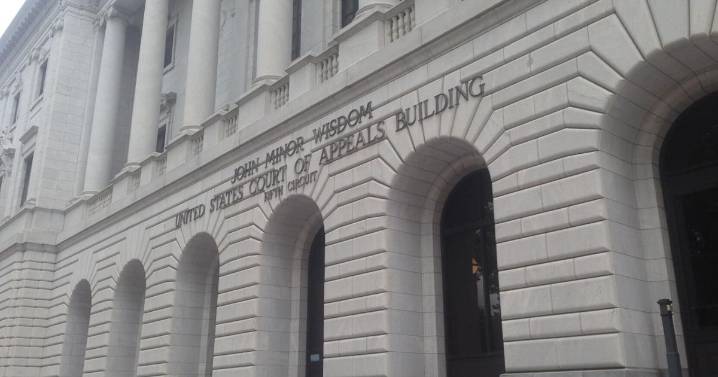 JOHN MINOR WISDOM
UNITED STATES COURT OF APPEALS BUILDING
FIFTH CIRCUIT